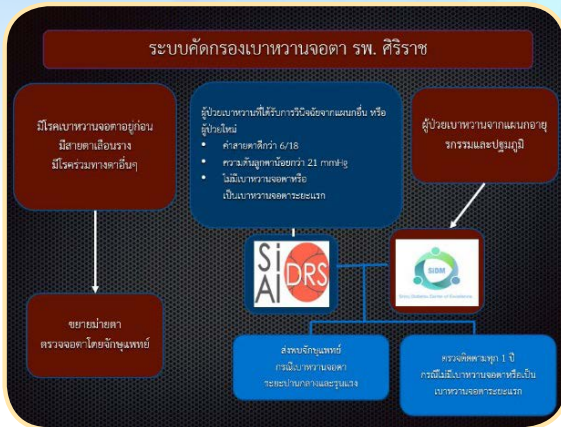 ระบบคัดกรองเบาหวานจอตา รพ. ศิริราช
มีโรคเบาหวานจอตาอยู่ก่อน
มีสายตาเลือนราง
มีโรคร่วมทางตาอื่นๆ
ขยายม่านตา
ตรวจจอตาโดยจักษุแพทย์
ผู้ป่วยเบาหวานที่ได้รับการวินิจฉัยจากแผนกอื่น หรือ
ผู้ป่วยใหม่
• ค่าสายตาดีกว่า 6/18
• ความดันลูกตาน้อยกว่า 21 mmHg
• ไม่มีเบาหวานจอตาหรือ
เป็นเบาหวานจอตาระยะแรก
ผู้ป่วยเบาหวานจากแผนกอายุ
รกรรมและปฐมภูมิ
Si
AI
DRS
SiDM
Siriraj Diabetes Center of Excellence
ส่งพบจักษุแพทย์
กรณีเบาหวานจอตา
ระยะปานกลางและรุนแรง
ตรวจติดตามทุก 1 ปี
กรณีไม่มีเบาหวานจอตาหรือเป็น
เบาหวานจอตาระยะแรก